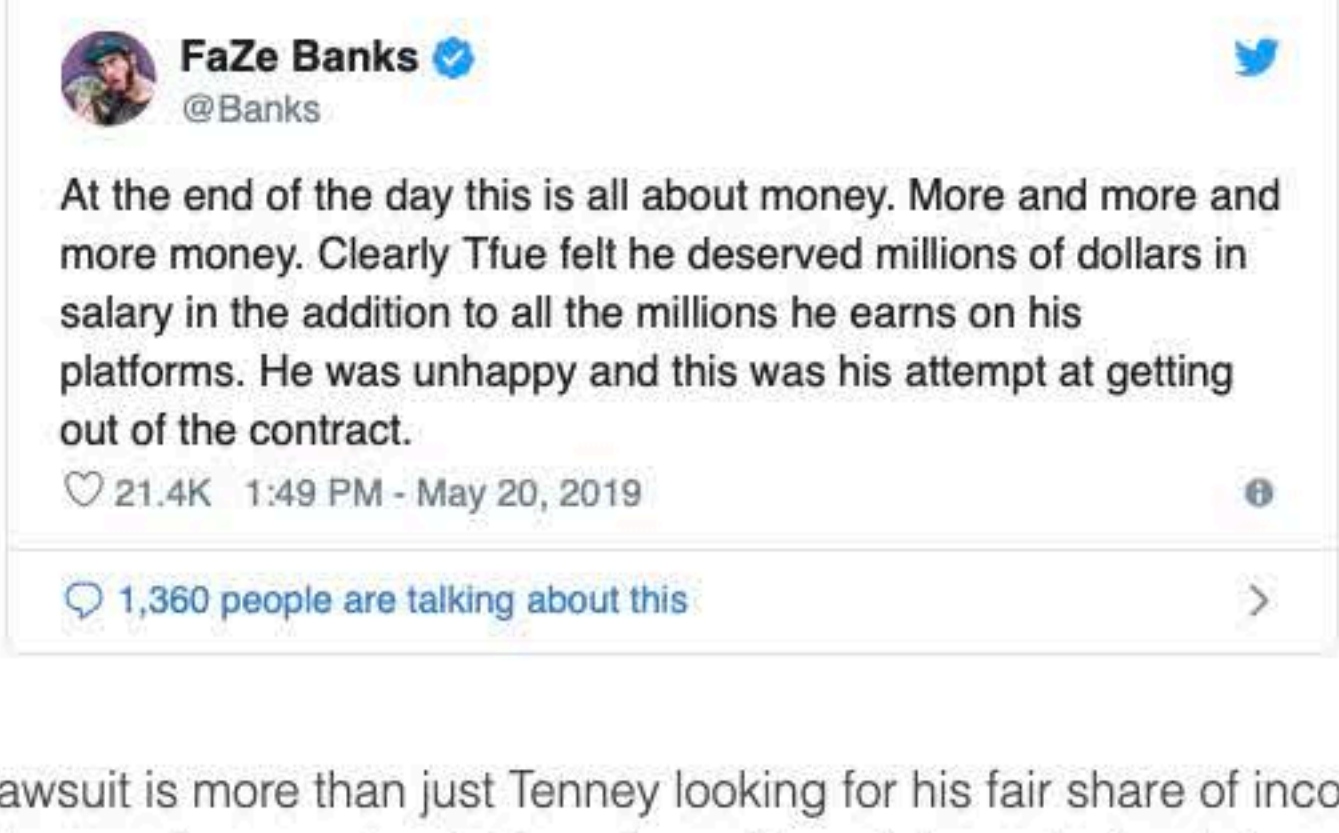 FaZe Banks
@Banks
At the end of the day this is all about money. More and more and
more money. Clearly Tfue felt he deserved millions of dollars in
salary in the addition to all the millions he earns on his
platforms. He was unhappy and this was his attempt at getting
out of the contract.
21.4K 1:49 PM - May 20, 2019
1,360 people are talking about this
awsuit is more than just Tenney looking for his fair share of inco